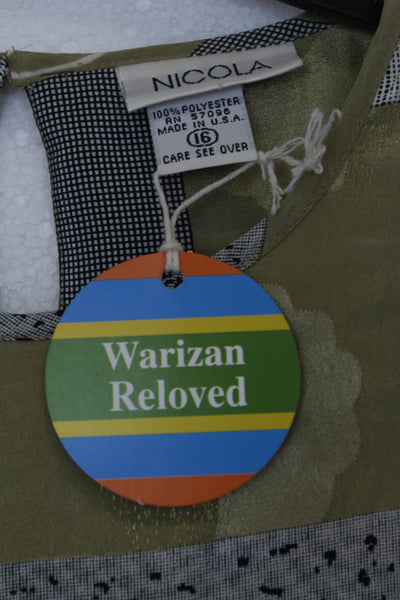 NICOLA
100% POLYESTER
RN 57096
MADE IN U.S.A.
16
CARE SEE OVER
Warizan
Reloved